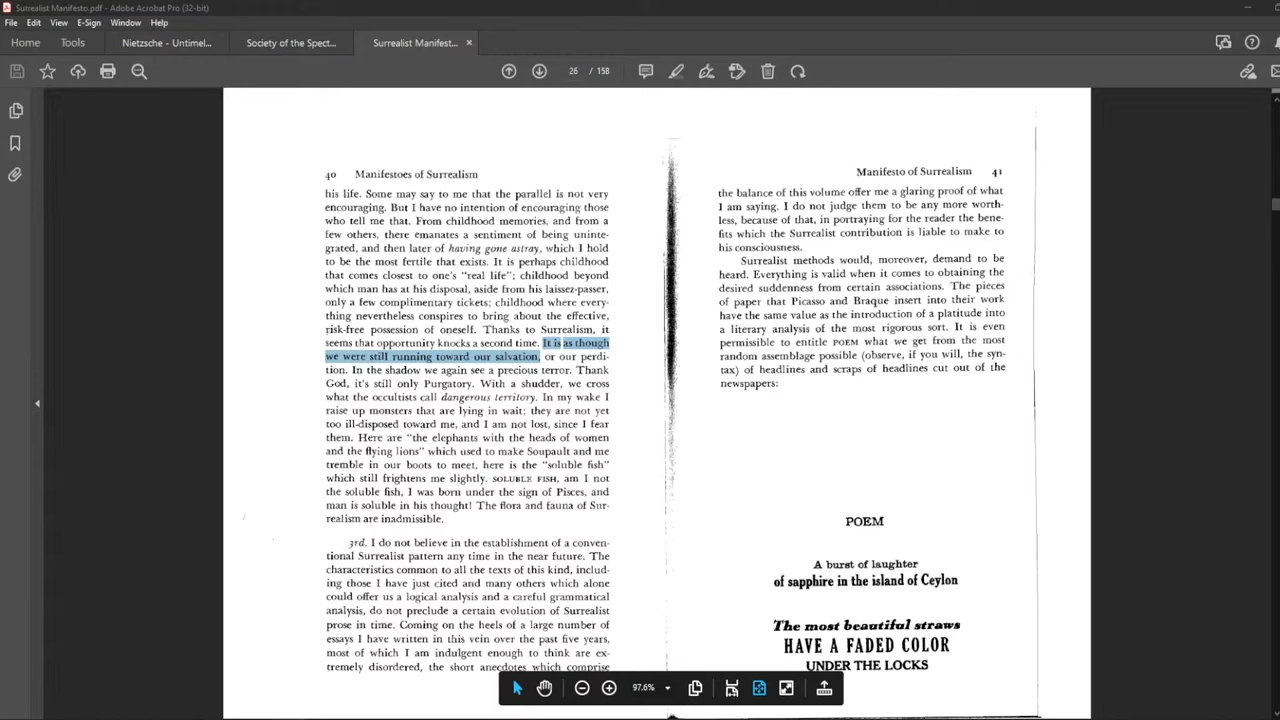 Surrealist Manifesto.pdf - Adobe Acrobat Pro (32-bit)
File Edit View E-Sign Window Help
Home Tools Nietzsche - Untimel... Society of the Spect... Surrealist Manifest... ×
26 / 158
40 Manifestoes of Surrealism
his life. Some may say to me that the parallel is not very
encouraging. But I have no intention of encouraging those
who tell me that. From childhood memories, and from a
few others, there emanates a sentiment of being uninte-
grated, and then later of having gone astray, which I hold
to be the most fertile that exists. It is perhaps childhood
that comes closest to one's "real life"; childhood beyond
which man has at his disposal, aside from his laissez-passer,
only a few complimentary tickets; childhood where every-
thing nevertheless conspires to bring about the effective,
risk-free possession of oneself. Thanks to Surrealism, it
seems that opportunity knocks a second time. It is as though
we were still running toward our salvation, or our perdi-
tion. In the shadow we again see a precious terror. Thank
God, it's still only Purgatory. With a shudder, we cross
what the occultists call dangerous territory. In my wake I
raise up monsters that are lying in wait; they are not yet
too ill-disposed toward me, and I am not lost, since I fear
them. Here are "the elephants with the heads of women
and the flying lions" which used to make Soupault and me
tremble in our boots to meet, here is the "soluble fish"
which still frightens me slightly. SOLUBLE FISH, am I not
the soluble fish, I was born under the sign of Pisces, and
man is soluble in his thought! The flora and fauna of Sur-
realism are inadmissible.
3rd. I do not believe in the establishment of a conven-
tional Surrealist pattern any time in the near future. The
characteristics common to all the texts of this kind, includ-
ing those I have just cited and many others which alone
could offer us a logical analysis and a careful grammatical
analysis, do not preclude a certain evolution of Surrealist
prose in time. Coming on the heels of a large number of
essays I have written in this vein over the past five years,
most of which I am indulgent enough to think are ex-
tremely disordered, the short anecdotes which comprise
Manifesto of Surrealism 41
the balance of this volume offer me a glaring proof of what
I am saying. I do not judge them to be any more worth-
less, because of that, in portraying for the reader the bene-
fits which the Surrealist contribution is liable to make to
his consciousness.
Surrealist methods would, moreover, demand to be
heard. Everything is valid when it comes to obtaining the
desired suddenness from certain associations. The pieces
of paper that Picasso and Braque insert into their work
have the same value as the introduction of a platitude into
a literary analysis of the most rigorous sort. It is even
permissible to entitle POEM what we get from the most
random assemblage possible (observe, if you will, the syn-
tax) of headlines and scraps of headlines cut out of the
newspapers:
POEM
A burst of laughter
of sapphire in the island of Ceylon
The most beautiful straws
HAVE A FADED COLOR
UNDER THE LOCKS
97.6%